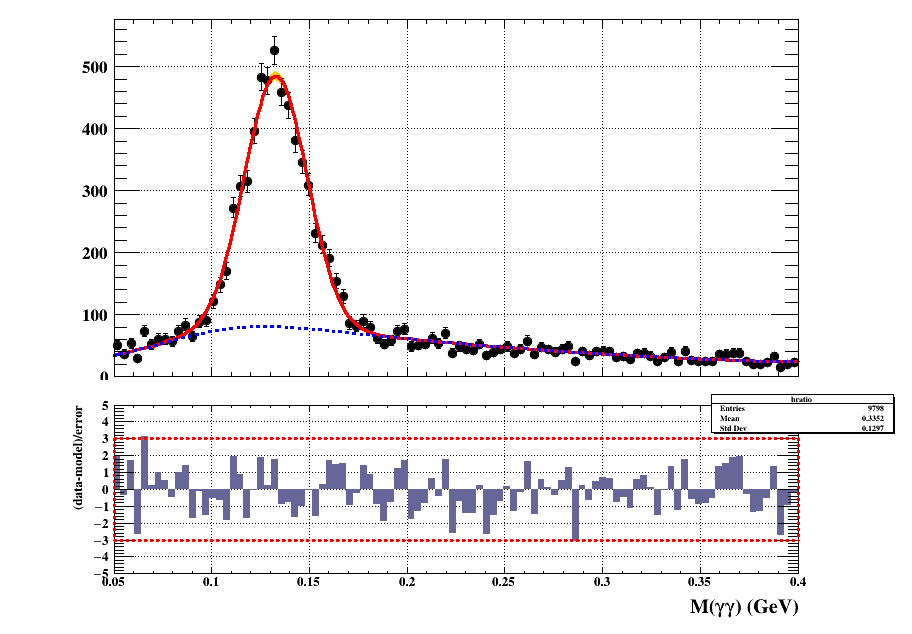 500
400
300
200
100
0
hratio
Entries 9798
Mean 0.3352
Std Dev 0.1297
(data-model)/error
5
4
3
2
1
0
−1
−2
−3
−4
−5
0.05 0.1 0.15 0.2 0.25 0.3 0.35 0.4
M(γγ) (GeV)